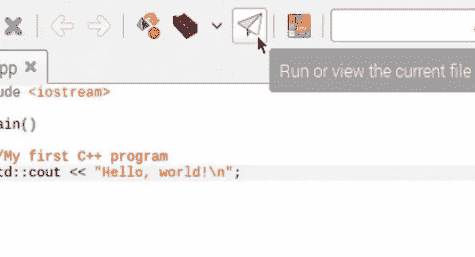 pp
Run or view the current file
ude <iostream>
ain()
/My first C++ program
td::cout << "Hello, world!\n";